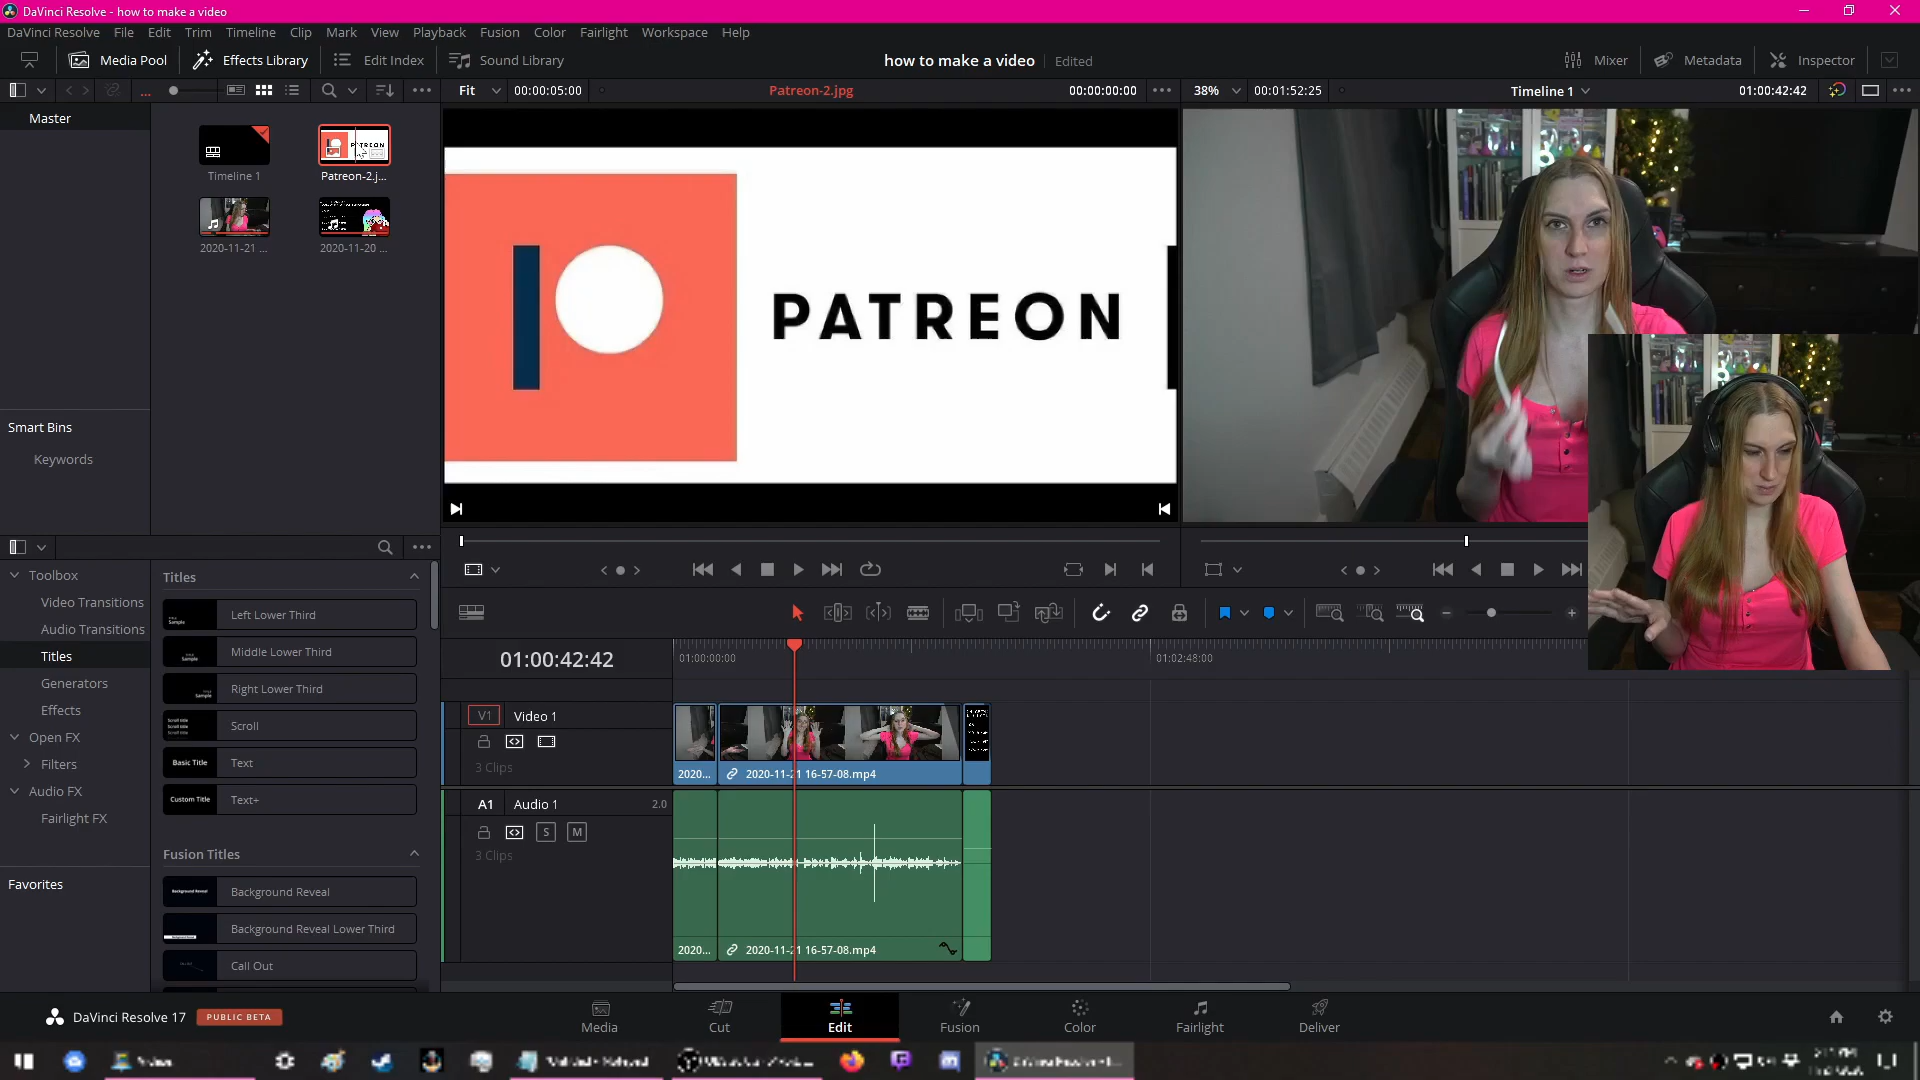 DaVinci Resolve - how to make a video
DaVinci Resolve File Edit Trim Timeline Clip Mark View Playback Fusion Color Fairlight Workspace Help
Media Pool Effects Library Edit Index Sound Library how to make a video Edited Mixer Metadata Inspector
... Fit 00:00:05:00 Patreon-2.jpg 00:00:00:00 38% 00:01:52:25 Timeline 1 01:00:42:42
Master
Timeline 1 Patreon-2.j...
2020-11-21 ... 2020-11-20 ...
PATREON
Smart Bins
Keywords
Toolbox
Video Transitions
Audio Transitions
Titles
Generators
Effects
Open FX
Filters
Audio FX
Fairlight FX
Favorites
Titles
Left Lower Third
Middle Lower Third
Right Lower Third
Scroll
Basic Title Text
Custom Title Text+
Fusion Titles
Background Reveal Background Reveal
Background Reveal Lower Third
Call Out
01:00:42:42
01:00:00:00 01:02:48:00
V1 Video 1
3 Clips
2020... 2020-11-21 16-57-08.mp4
A1 Audio 1 2.0
S M
3 Clips
2020... 2020-11-21 16-57-08.mp4
DaVinci Resolve 17 PUBLIC BETA
Media Cut Edit Fusion Color Fairlight Deliver